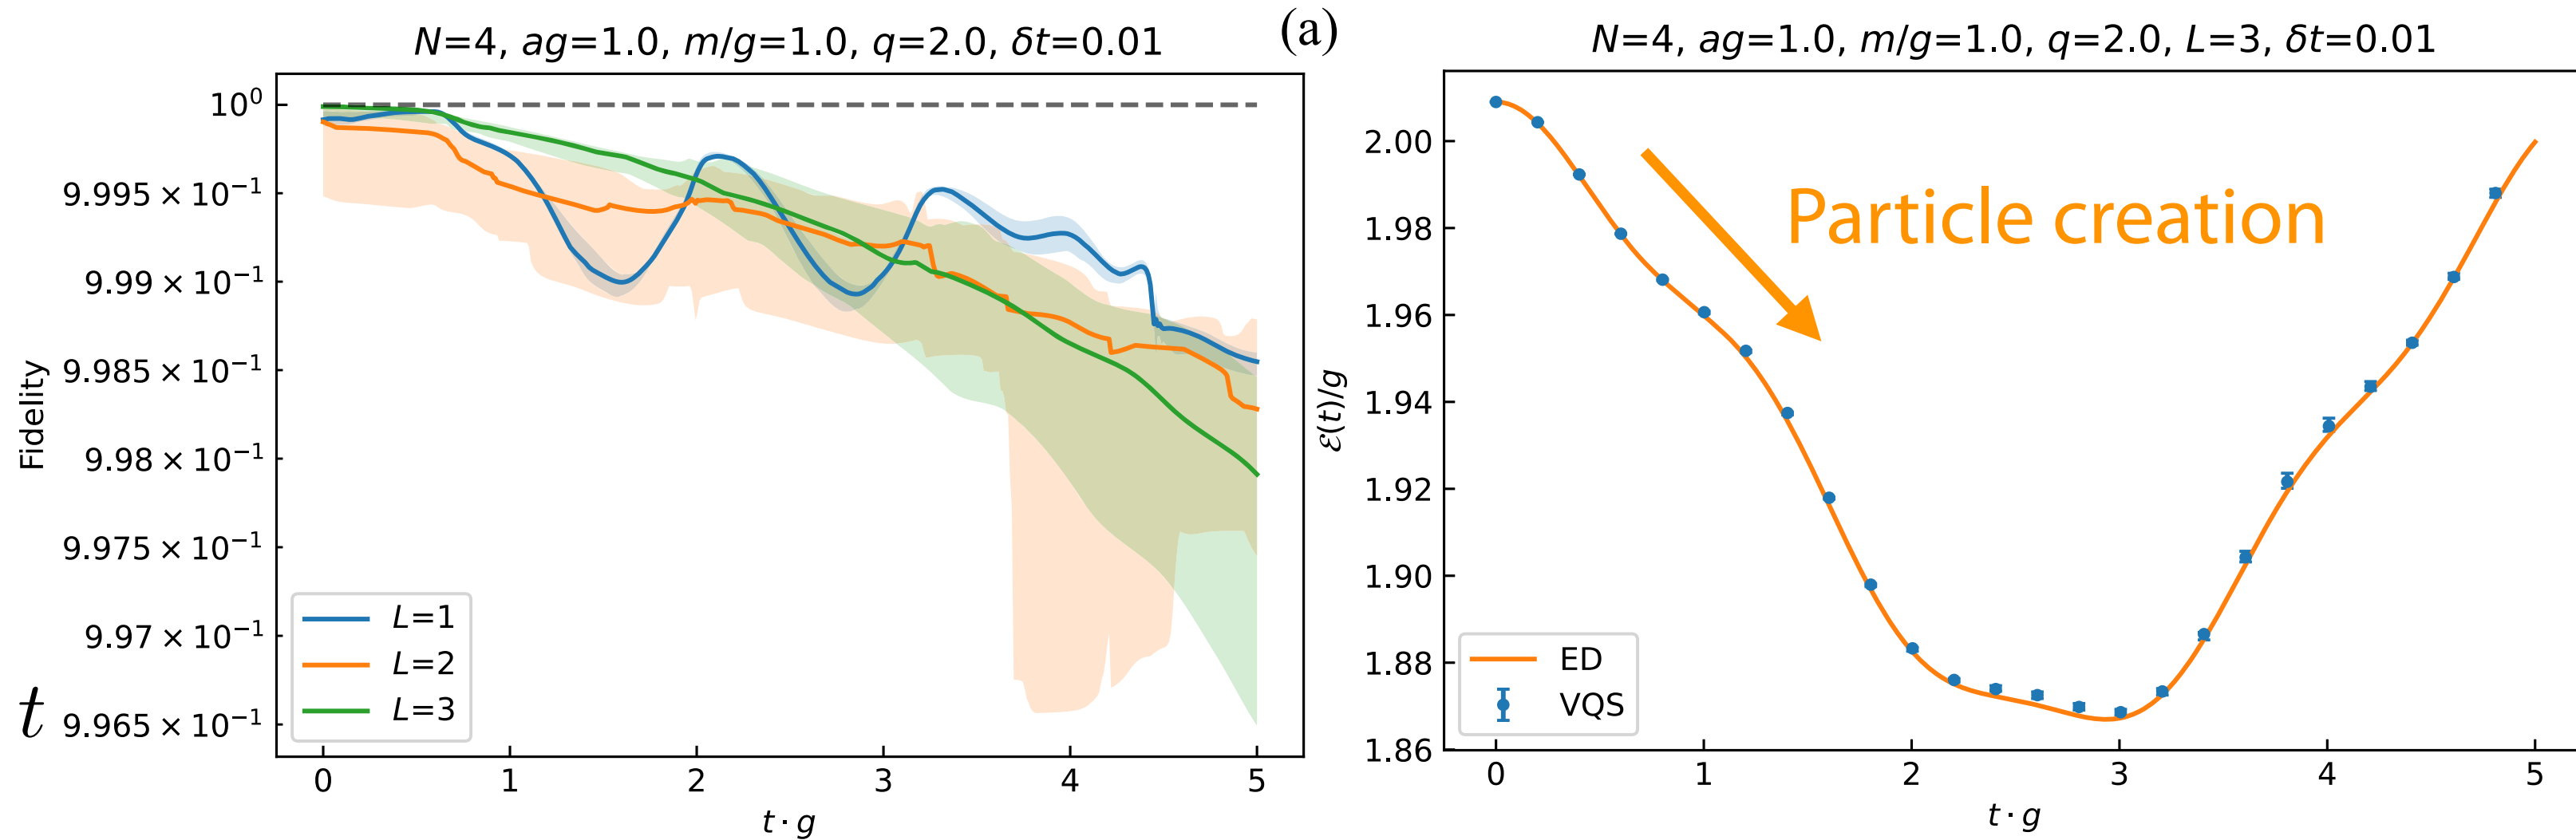 N=4, ag=1.0, m/g=1.0, q=2.0, δt=0.01
10⁰
9.995 × 10⁻¹
9.99 × 10⁻¹
9.985 × 10⁻¹
9.98 × 10⁻¹
9.975 × 10⁻¹
9.97 × 10⁻¹
9.965 × 10⁻¹
Fidelity
t
L=1
L=2
L=3
0 1 2 3 4 5
t · g
(a)
N=4, ag=1.0, m/g=1.0, q=2.0, L=3, δt=0.01
2.00
1.98
1.96
1.94
1.92
1.90
1.88
1.86
ℰ(t)/g
Particle creation
ED
VQS
0 1 2 3 4 5
t · g